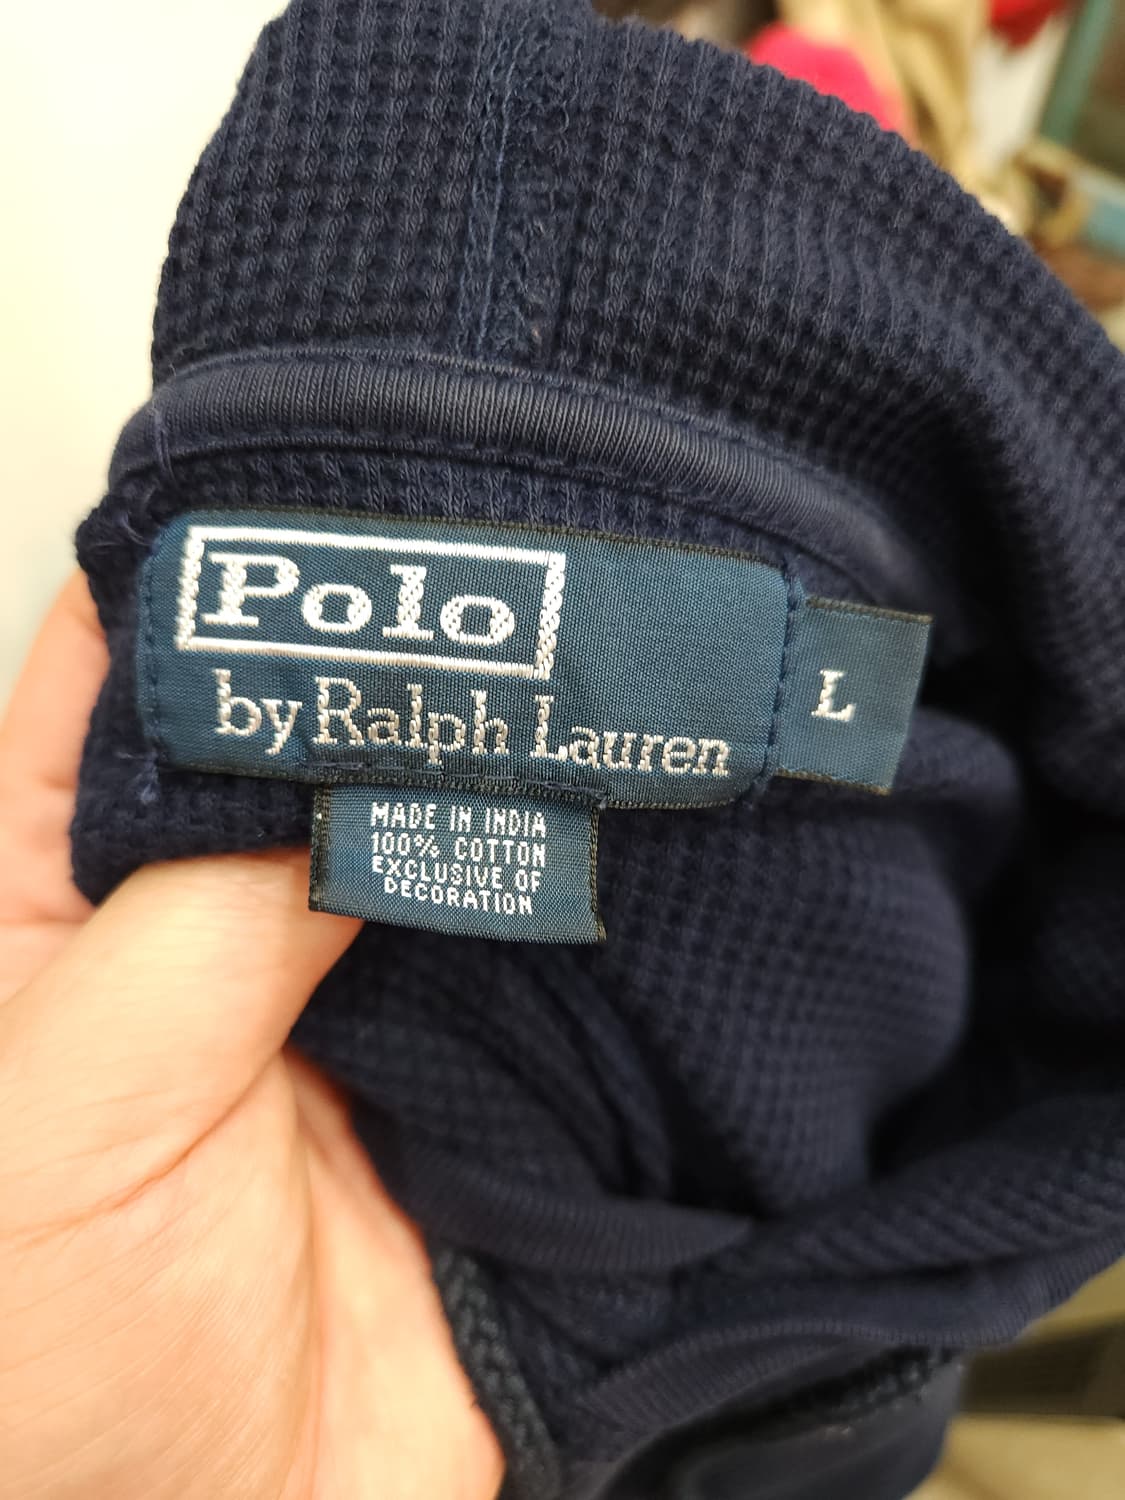 Polo
by Ralph Lauren
L
MADE IN INDIA
100% COTTON
EXCLUSIVE OF
DECORATION